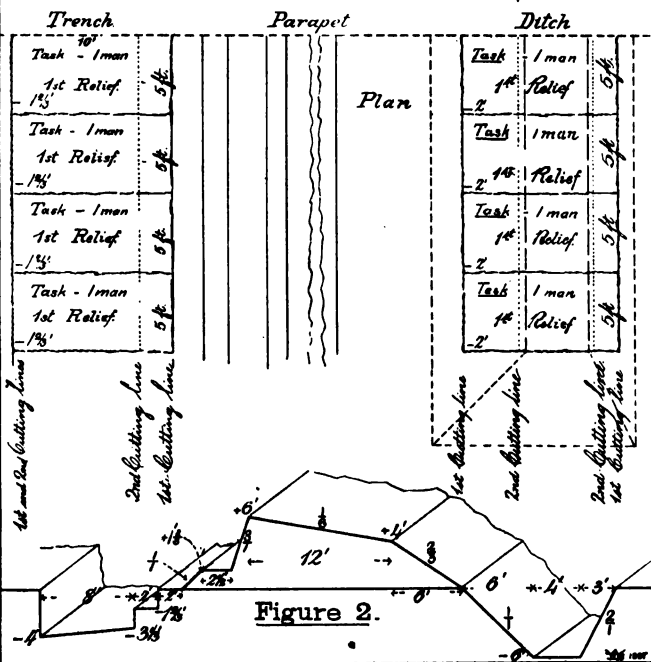 Trench.
Parapet
Ditch
10'
Task - 1 man
1st Relief.
5 ft.
Task - 1 man
1st Relief.
5 ft.
Task - 1 man
1st Relief
5 ft.
Task - 1 man
1st Relief.
5 ft.
Plan
Task - 1 man
1st Relief
-2'
5 ft.
Task - 1 man
1st Relief
-2'
5 ft.
Task - 1 man
1st Relief
-2'
5 ft.
Task - 1 man
1st Relief
-2'
5 ft.
1st and 2nd Cutting lines
2nd Cutting line
1st Cutting line
1st Cutting line
2nd Cutting line
2nd Cutting line
1st Cutting line
+6'
+4'
12'
8'
2'
2'
6'
6'
4'
3'
-4'
-6'
Figure 2.